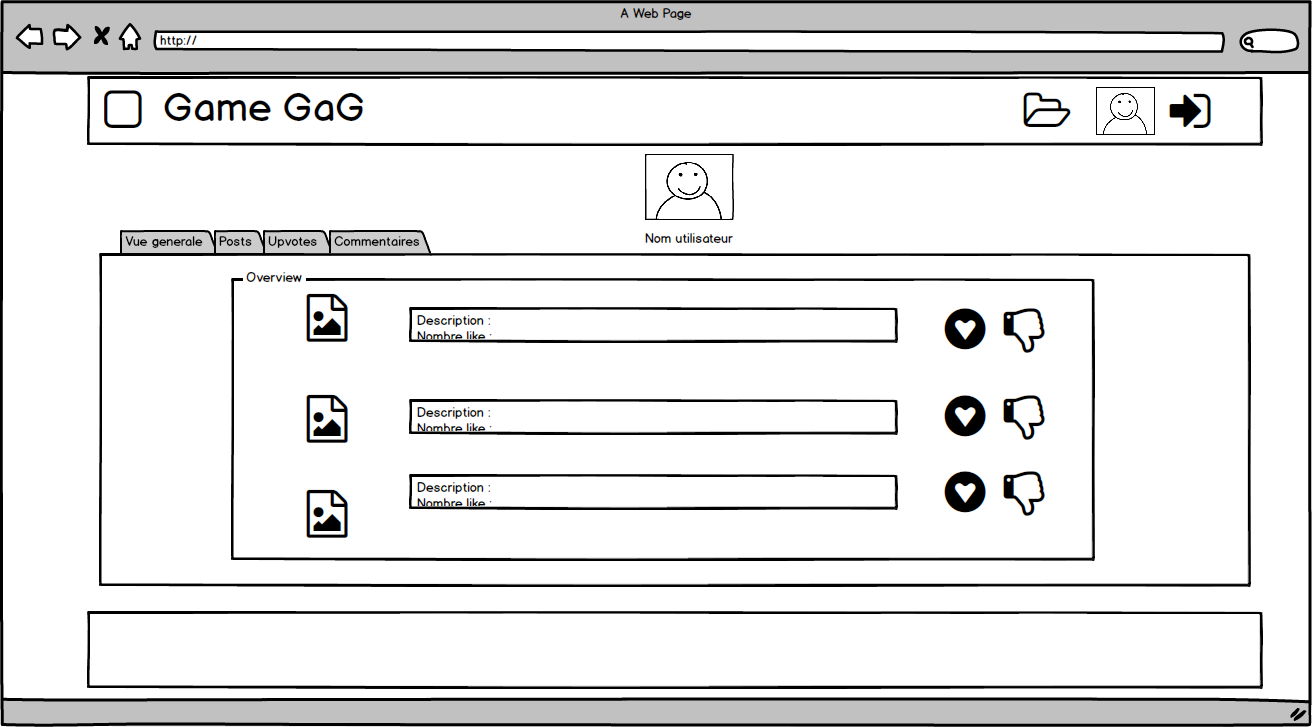 A Web Page
http://
Game GaG
Nom utilisateur
Vue generale
Posts
Upvotes
Commentaires
Overview
Description :
Nombre like :
Description :
Nombre like :
Description :
Nombre like :